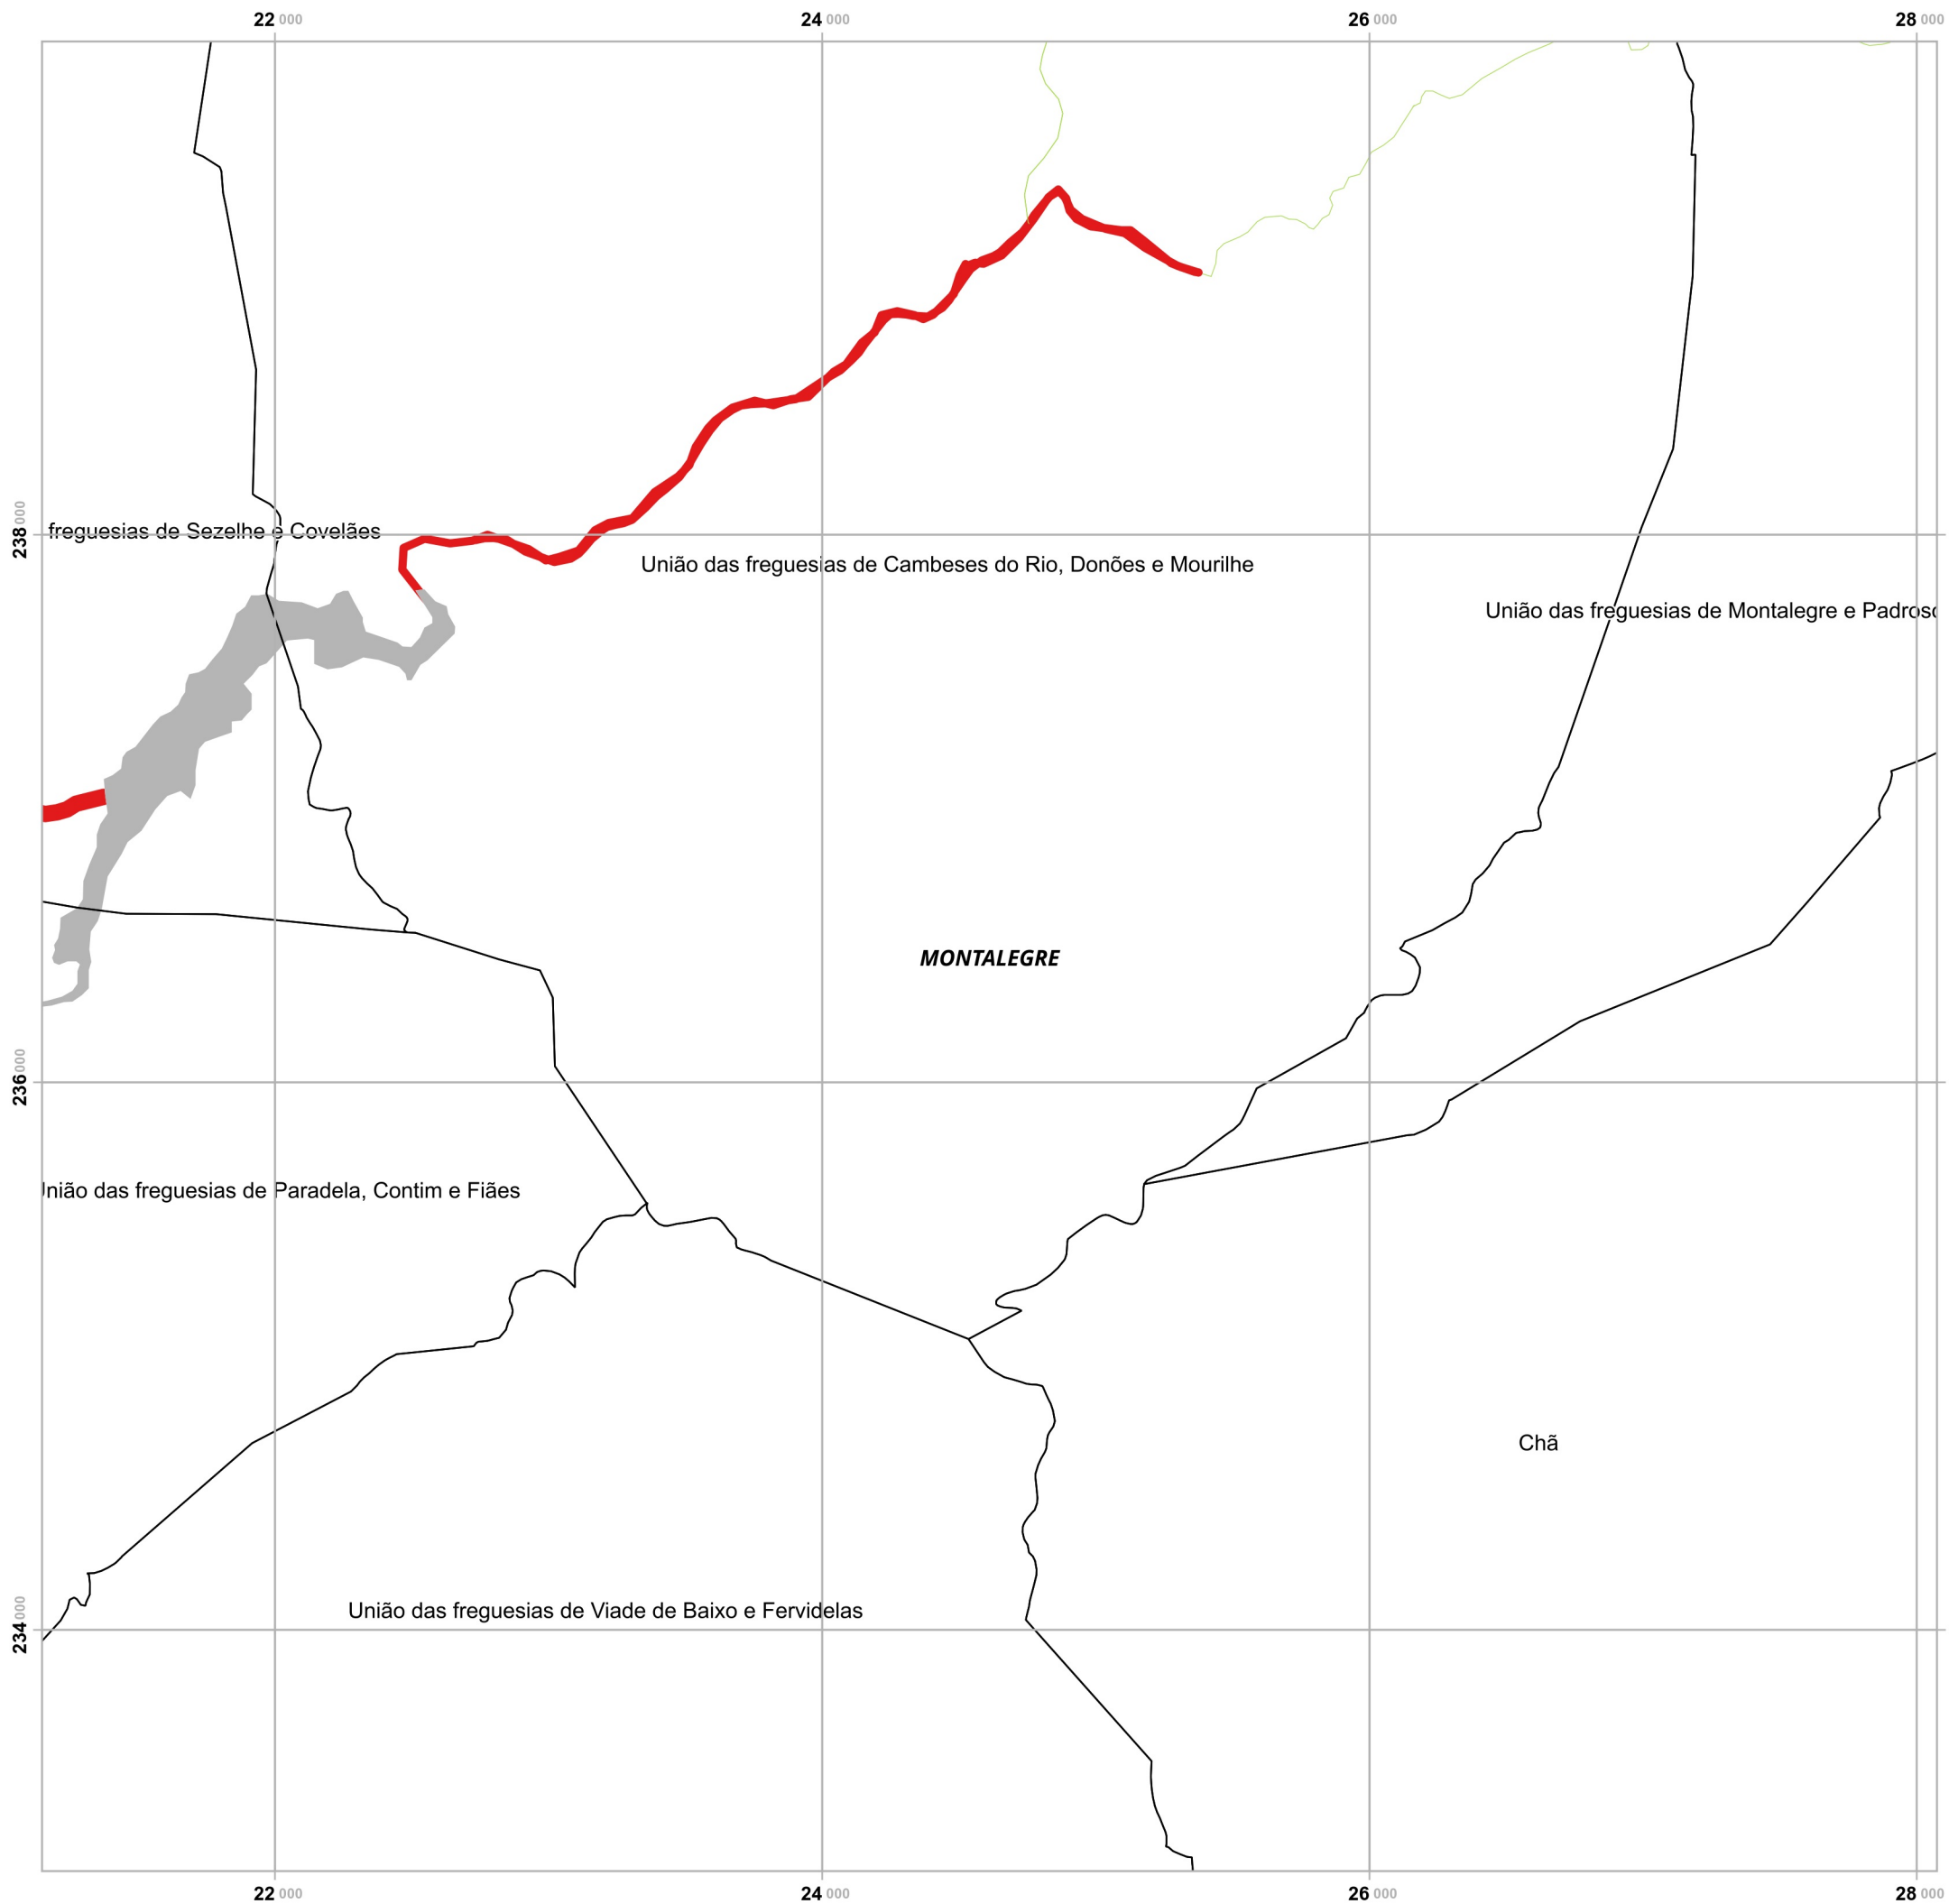 22 000 24 000 26 000 28 000
238 000
freguesias de Sezelhe e Covelães
União das freguesias de Cambeses do Rio, Donões e Mourilhe
União das freguesias de Montalegre e Padroso
MONTALEGRE
236 000
União das freguesias de Paradela, Contim e Fiães
Chã
União das freguesias de Viade de Baixo e Fervidelas
234 000
22 000 24 000 26 000 28 000